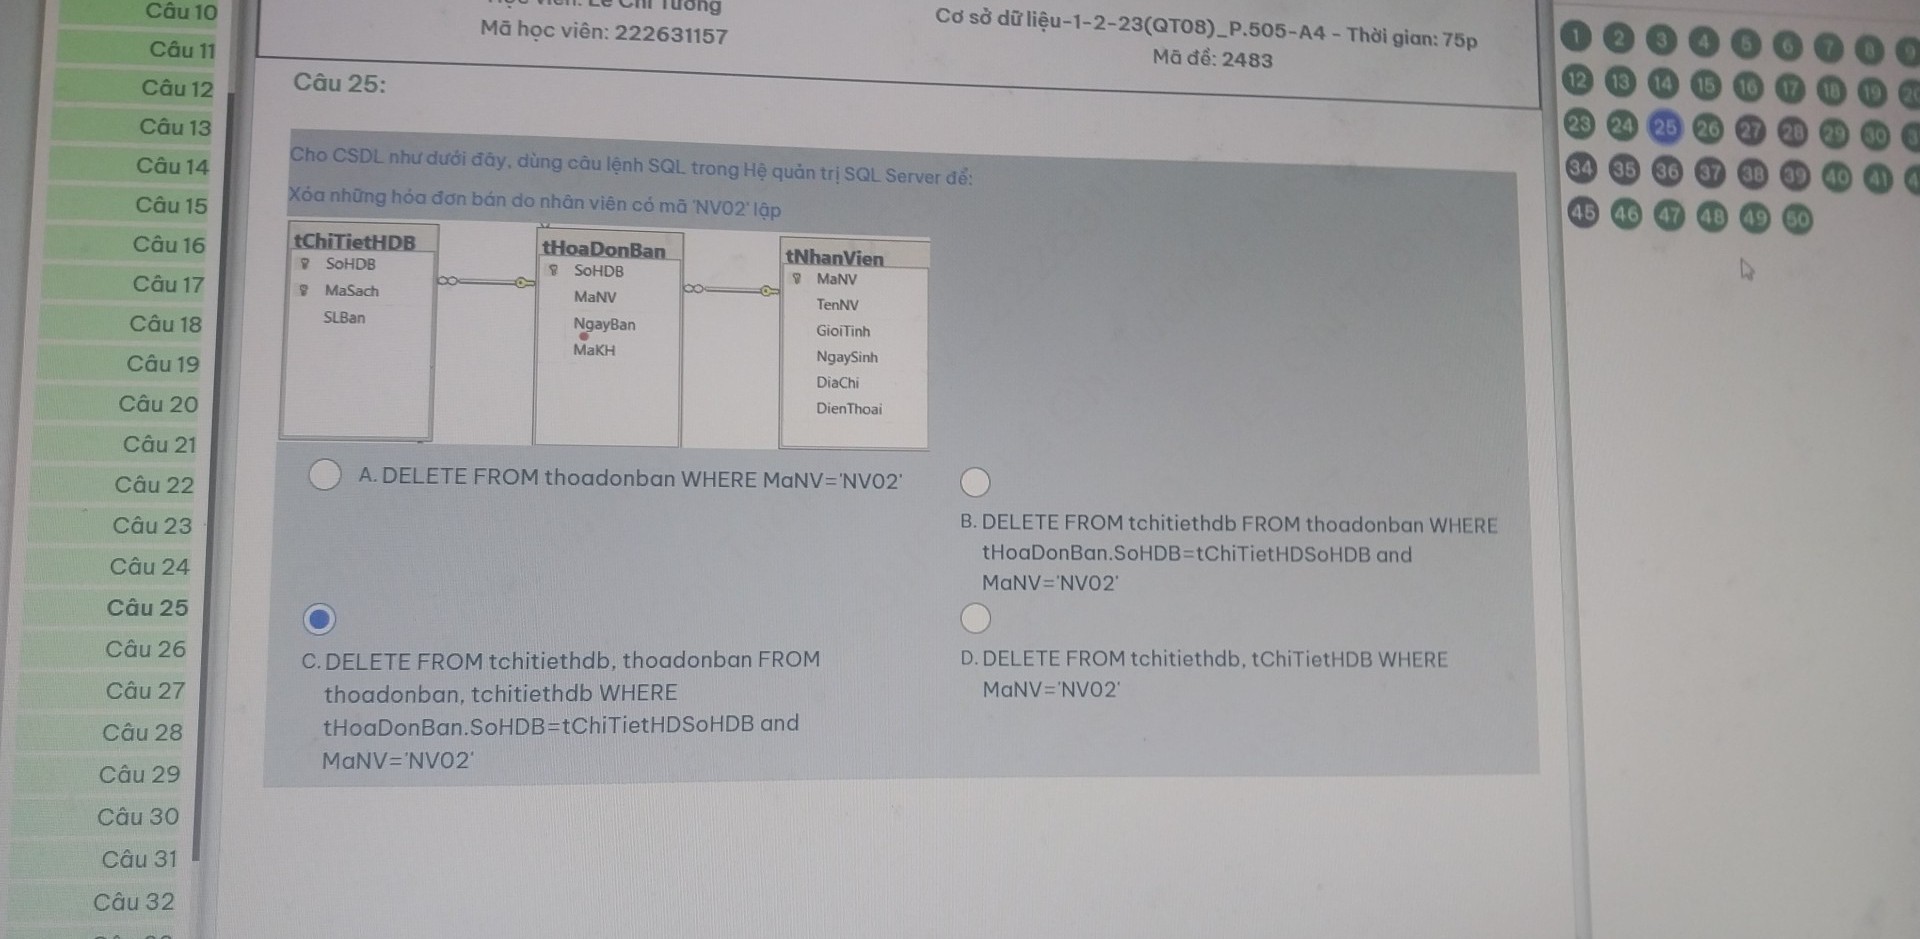 Câu 10
Câu 11
Câu 12
Câu 13
Câu 14
Câu 15
Câu 16
Câu 17
Câu 18
Câu 19
Câu 20
Câu 21
Câu 22
Câu 23
Câu 24
Câu 25
Câu 26
Câu 27
Câu 28
Câu 29
Câu 30
Câu 31
Câu 32
Mã học viên: 222631157
Cơ sở dữ liệu-1-2-23(QT08)_P.505-A4 - Thời gian: 75p
Mã đề: 2483
Câu 25:
Cho CSDL như dưới đây, dùng câu lệnh SQL trong Hệ quản trị SQL Server để:
Xóa những hóa đơn bán do nhân viên có mã 'NV02' lập
tChiTietHDB
SoHDB
MaSach
SLBan
tHoaDonBan
SoHDB
MaNV
NgayBan
MaKH
tNhanVien
MaNV
TenNV
GioiTinh
NgaySinh
DiaChi
DienThoai
A. DELETE FROM thoadonban WHERE MaNV='NV02'
B. DELETE FROM tchitiethdb FROM thoadonban WHERE
tHoaDonBan.SoHDB=tChiTietHDSoHDB and
MaNV='NV02'
C. DELETE FROM tchitiethdb, thoadonban FROM
thoadonban, tchitiethdb WHERE
tHoaDonBan.SoHDB=tChiTietHDSoHDB and
MaNV='NV02'
D. DELETE FROM tchitiethdb, tChiTietHDB WHERE
MaNV='NV02'
1 2 3 4 5 6 7 8 9
12 13 14 15 16 17 18 19
23 24 25 26 27 28 29 30
34 35 36 37 38 39 40 41
45 46 47 48 49 50